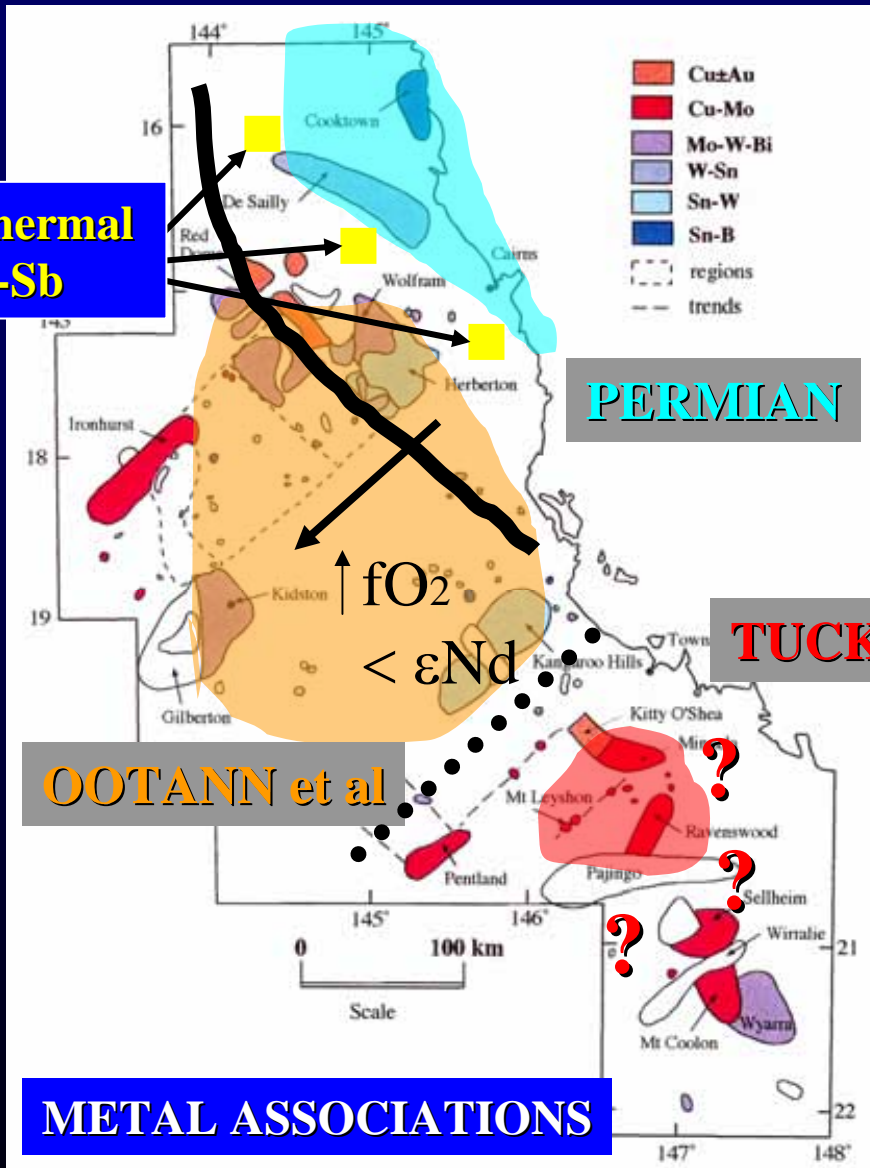 144°
145°
16
Cooktown
De Sailly
Red
hermal
-Sb
Wolfram
Cairns
Herberton
Ironhurst
18
Kidston
19
fO2
< εNd
Kangaroo Hills
Town
Gilberton
Kitty O'Shea
Mt Leyshon
Ravenswood
Pentland
Pajingo
145°
146°
Sellheim
Wirralie
21
Mt Coolon
Wyarra
22
147°
148°
0
100 km
Scale
Cu±Au
Cu-Mo
Mo-W-Bi
W-Sn
Sn-W
Sn-B
regions
trends
PERMIAN
TUCK
OOTANN et al
?
?
?
METAL ASSOCIATIONS